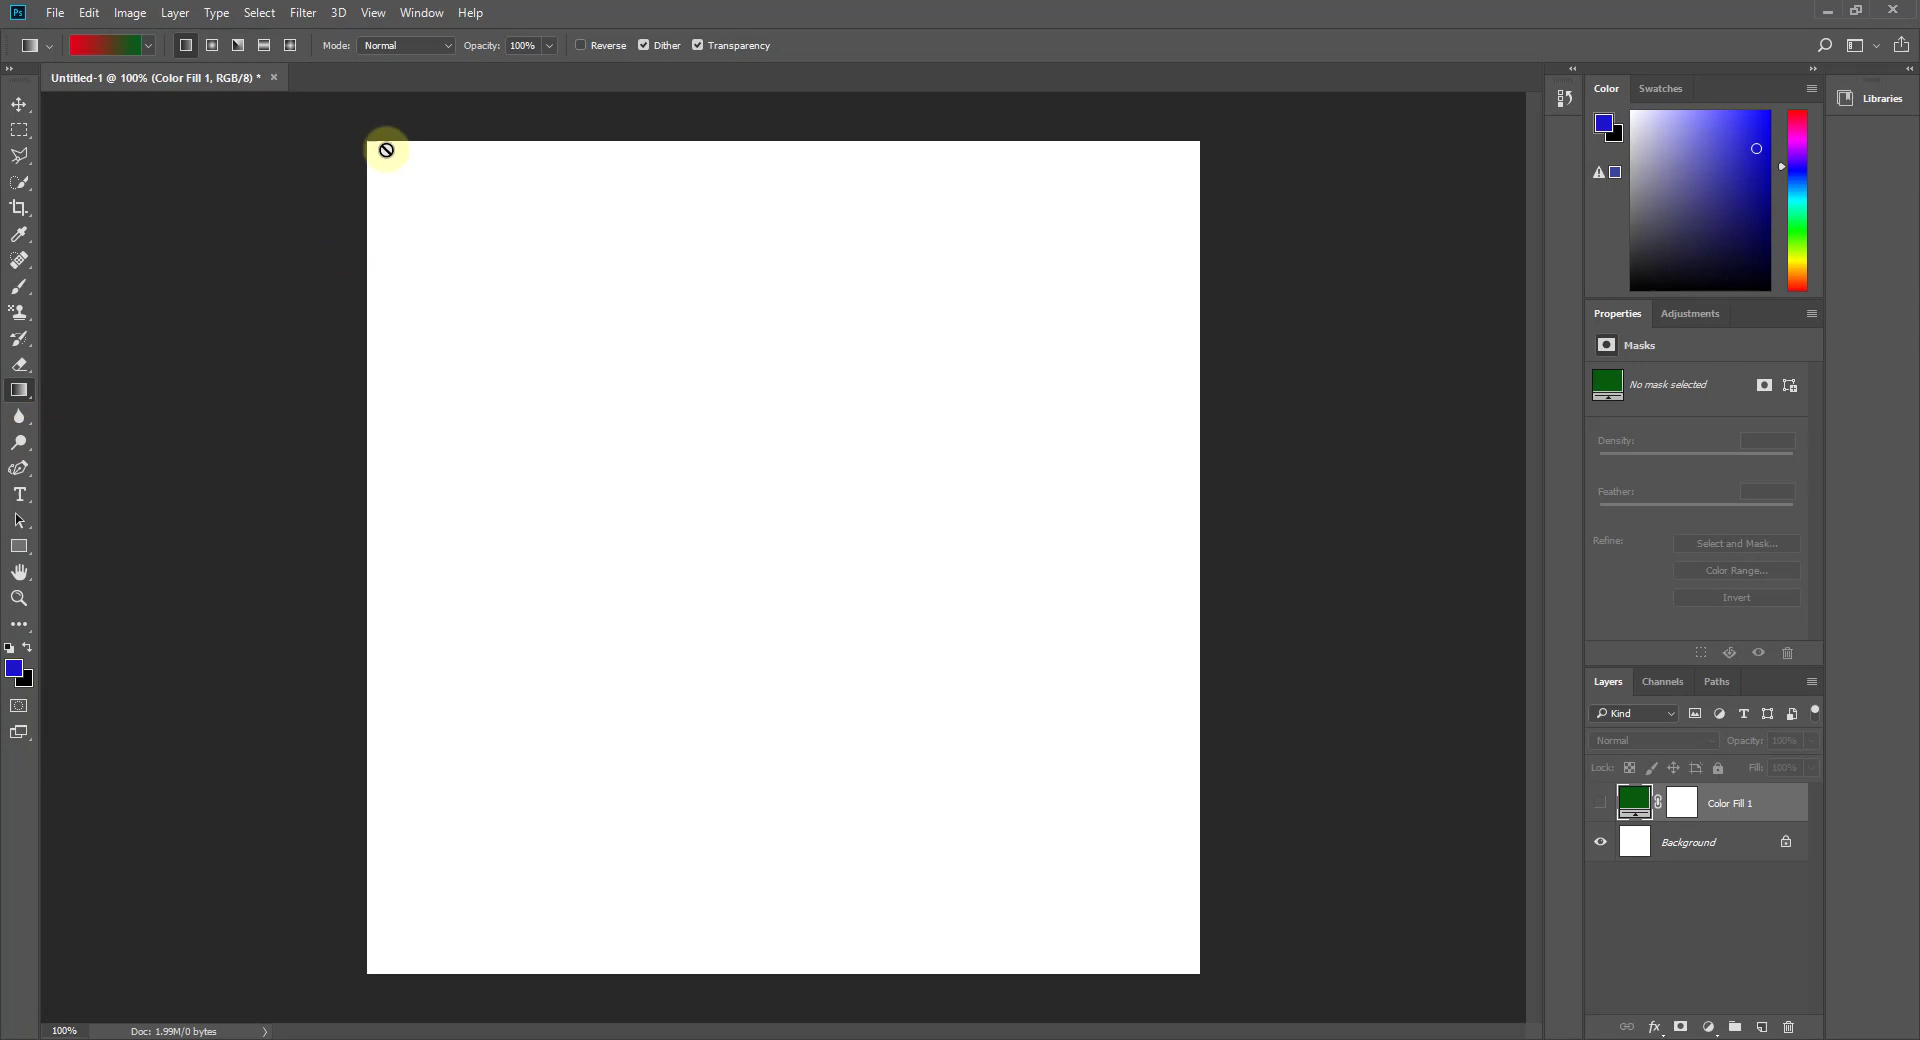 Ps File Edit Image Layer Type Select Filter 3D View Window Help
Mode: Normal Opacity: 100% Reverse Dither Transparency
Untitled-1 @ 100% (Color Fill 1, RGB/8) * ×
Color Swatches
Libraries
Properties Adjustments
Masks
No mask selected
Density:
Feather:
Refine: Select and Mask...
Color Range...
Invert
Layers Channels Paths
Kind
Normal Opacity: 100%
Lock: Fill: 100%
Color Fill 1
Background
fx
100% Doc: 1.99M/0 bytes